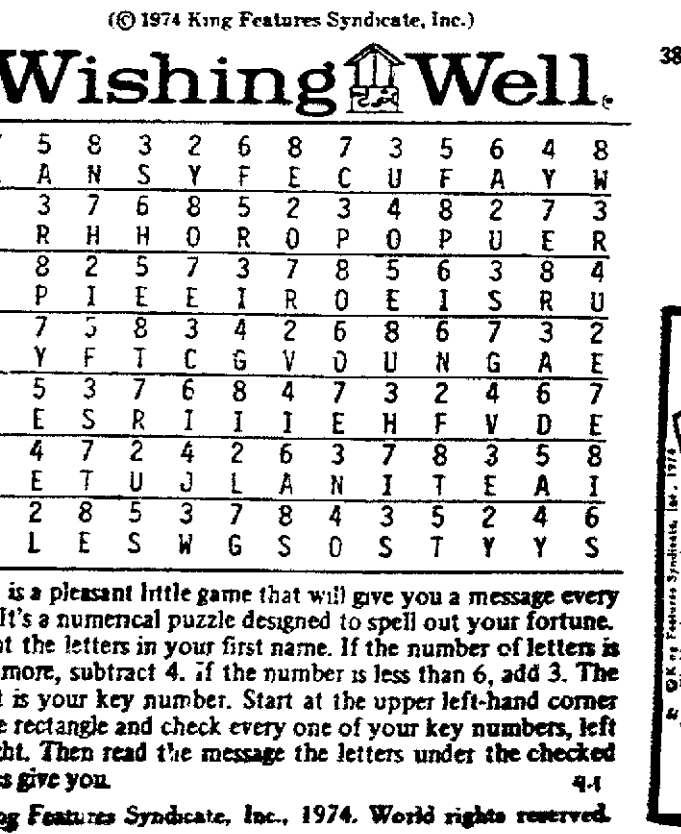 (© 1974 King Features Syndicate, Inc.)
Wishing Well
38
5 8 3 2 6 8 7 3 5 6 4 8
A N S Y F E C U F A Y W
3 7 6 8 5 2 3 4 8 2 7 3
R H H O R O P O P U E R
8 2 5 7 3 7 8 5 6 3 8 4
P I E E I R O E I S R U
7 5 8 3 4 2 6 8 6 7 3 2
Y F T C G V O U N G A E
5 3 7 6 8 4 7 3 2 4 6 7
E S R I I I E H F V D E
4 7 2 4 2 6 3 7 8 3 5 8
E T U J L A N I T E A I
2 8 5 3 7 8 4 3 5 2 4 6
L E S W G S O S T Y Y S
is a pleasant little game that will give you a message every
It's a numerical puzzle designed to spell out your fortune.
the letters in your first name. If the number of letters is
more, subtract 4. If the number is less than 6, add 3. The
is your key number. Start at the upper left-hand corner
rectangle and check every one of your key numbers, left
Then read the message the letters under the checked
give you.
9-1
Features Syndicate, Inc., 1974. World rights reserved.
© King Features Syndicate, Inc., 1974